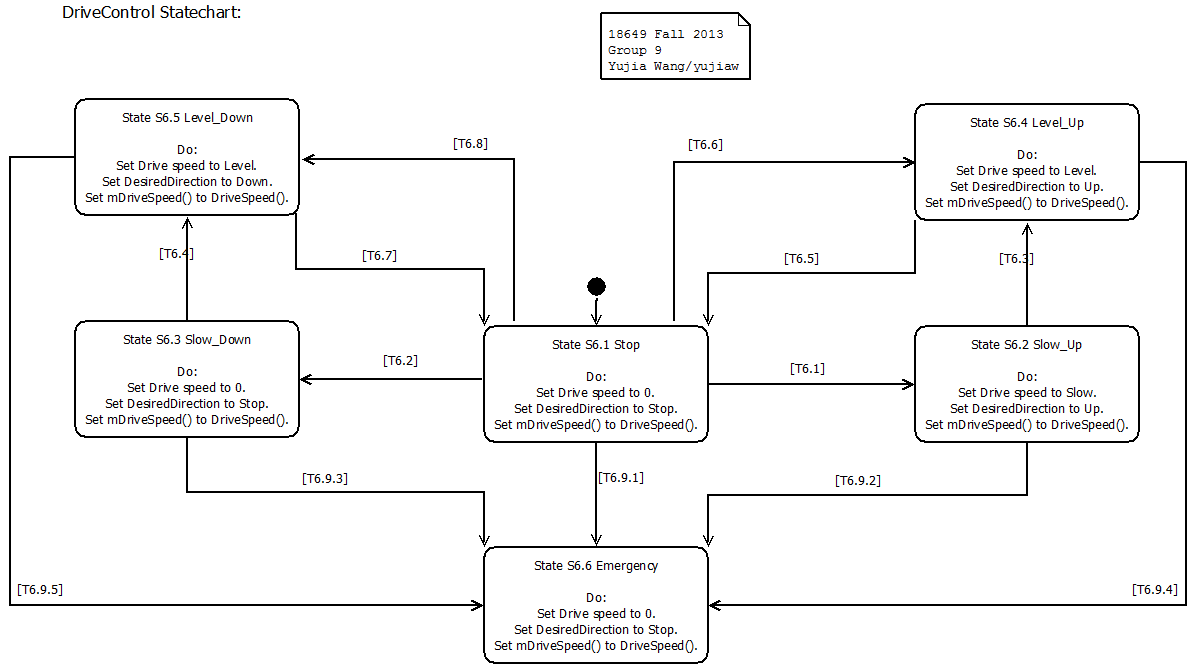 DriveControl Statechart:
18649 Fall 2013
Group 9
Yujia Wang/yujiaw
State S6.5 Level_Down
Do:
Set Drive speed to Level.
Set DesiredDirection to Down.
Set mDriveSpeed() to DriveSpeed().
[T6.8]
[T6.6]
State S6.4 Level_Up
Do:
Set Drive speed to Level.
Set DesiredDirection to Up.
Set mDriveSpeed() to DriveSpeed().
[T6.4]
[T6.7]
[T6.5]
[T6.3]
State S6.3 Slow_Down
Do:
Set Drive speed to 0.
Set DesiredDirection to Stop.
Set mDriveSpeed() to DriveSpeed().
[T6.2]
State S6.1 Stop
Do:
Set Drive speed to 0.
Set DesiredDirection to Stop.
Set mDriveSpeed() to DriveSpeed().
[T6.1]
State S6.2 Slow_Up
Do:
Set Drive speed to Slow.
Set DesiredDirection to Up.
Set mDriveSpeed() to DriveSpeed().
[T6.9.3]
[T6.9.1]
[T6.9.2]
[T6.9.5]
State S6.6 Emergency
Do:
Set Drive speed to 0.
Set DesiredDirection to Stop.
Set mDriveSpeed() to DriveSpeed().
[T6.9.4]